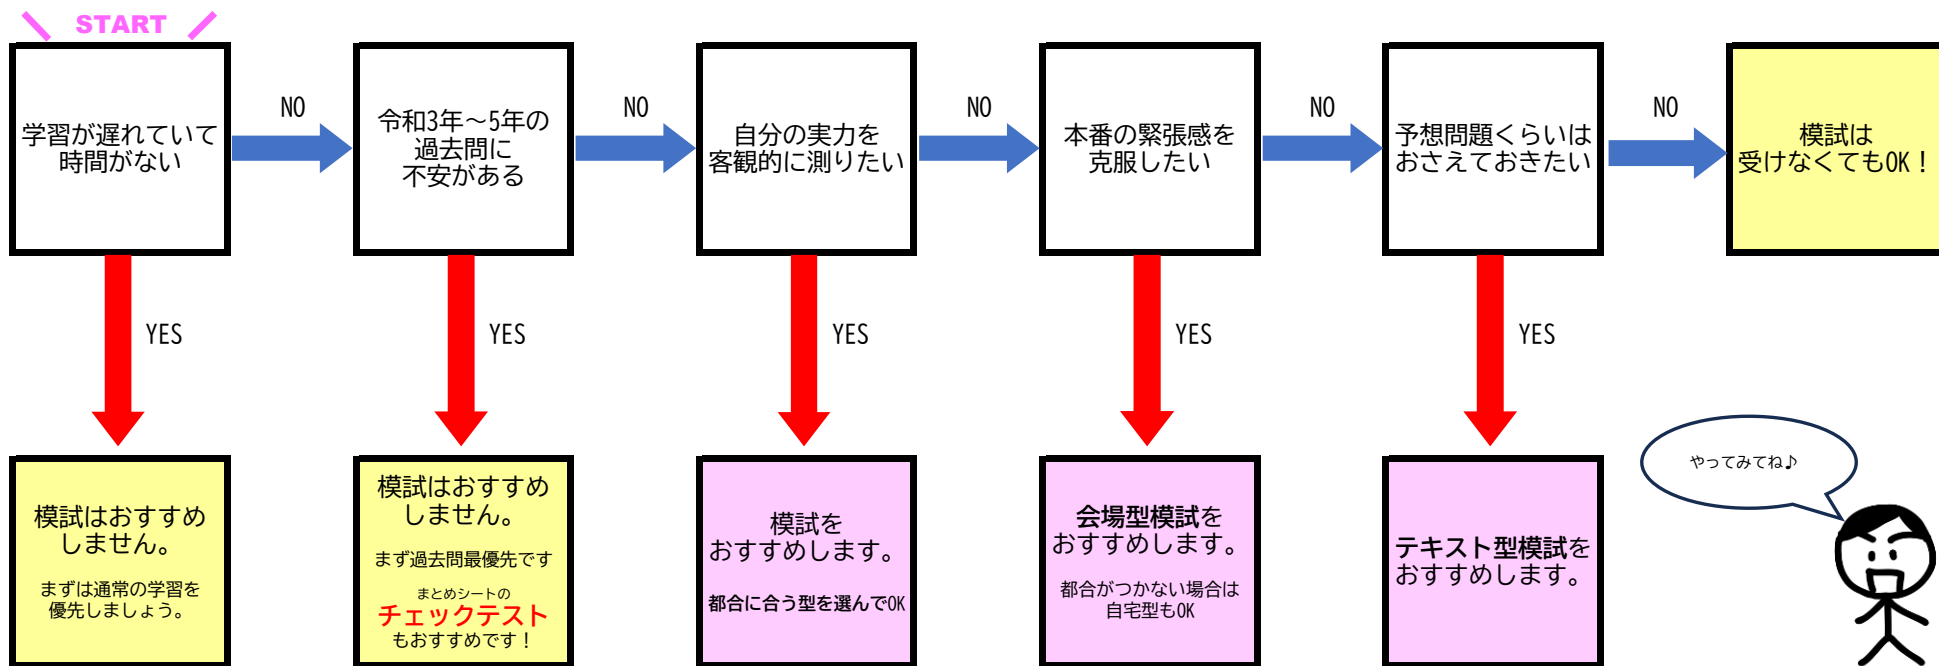 START
学習が遅れていて
時間がない
NO
令和3年～5年の
過去問に
不安がある
NO
自分の実力を
客観的に測りたい
NO
本番の緊張感を
克服したい
NO
予想問題くらいは
おさえておきたい
NO
模試は
受けなくてもOK！
YES
YES
YES
YES
YES
模試はおすすめ
しません。
まずは通常の学習を
優先しましょう。
模試はおすすめ
しません。
まず過去問最優先です
まとめシートの
チェックテスト
もおすすめです！
模試を
おすすめします。
都合に合う型を選んでOK
会場型模試を
おすすめします。
都合がつかない場合は
自宅型もOK
テキスト型模試を
おすすめします。
やってみてね♪